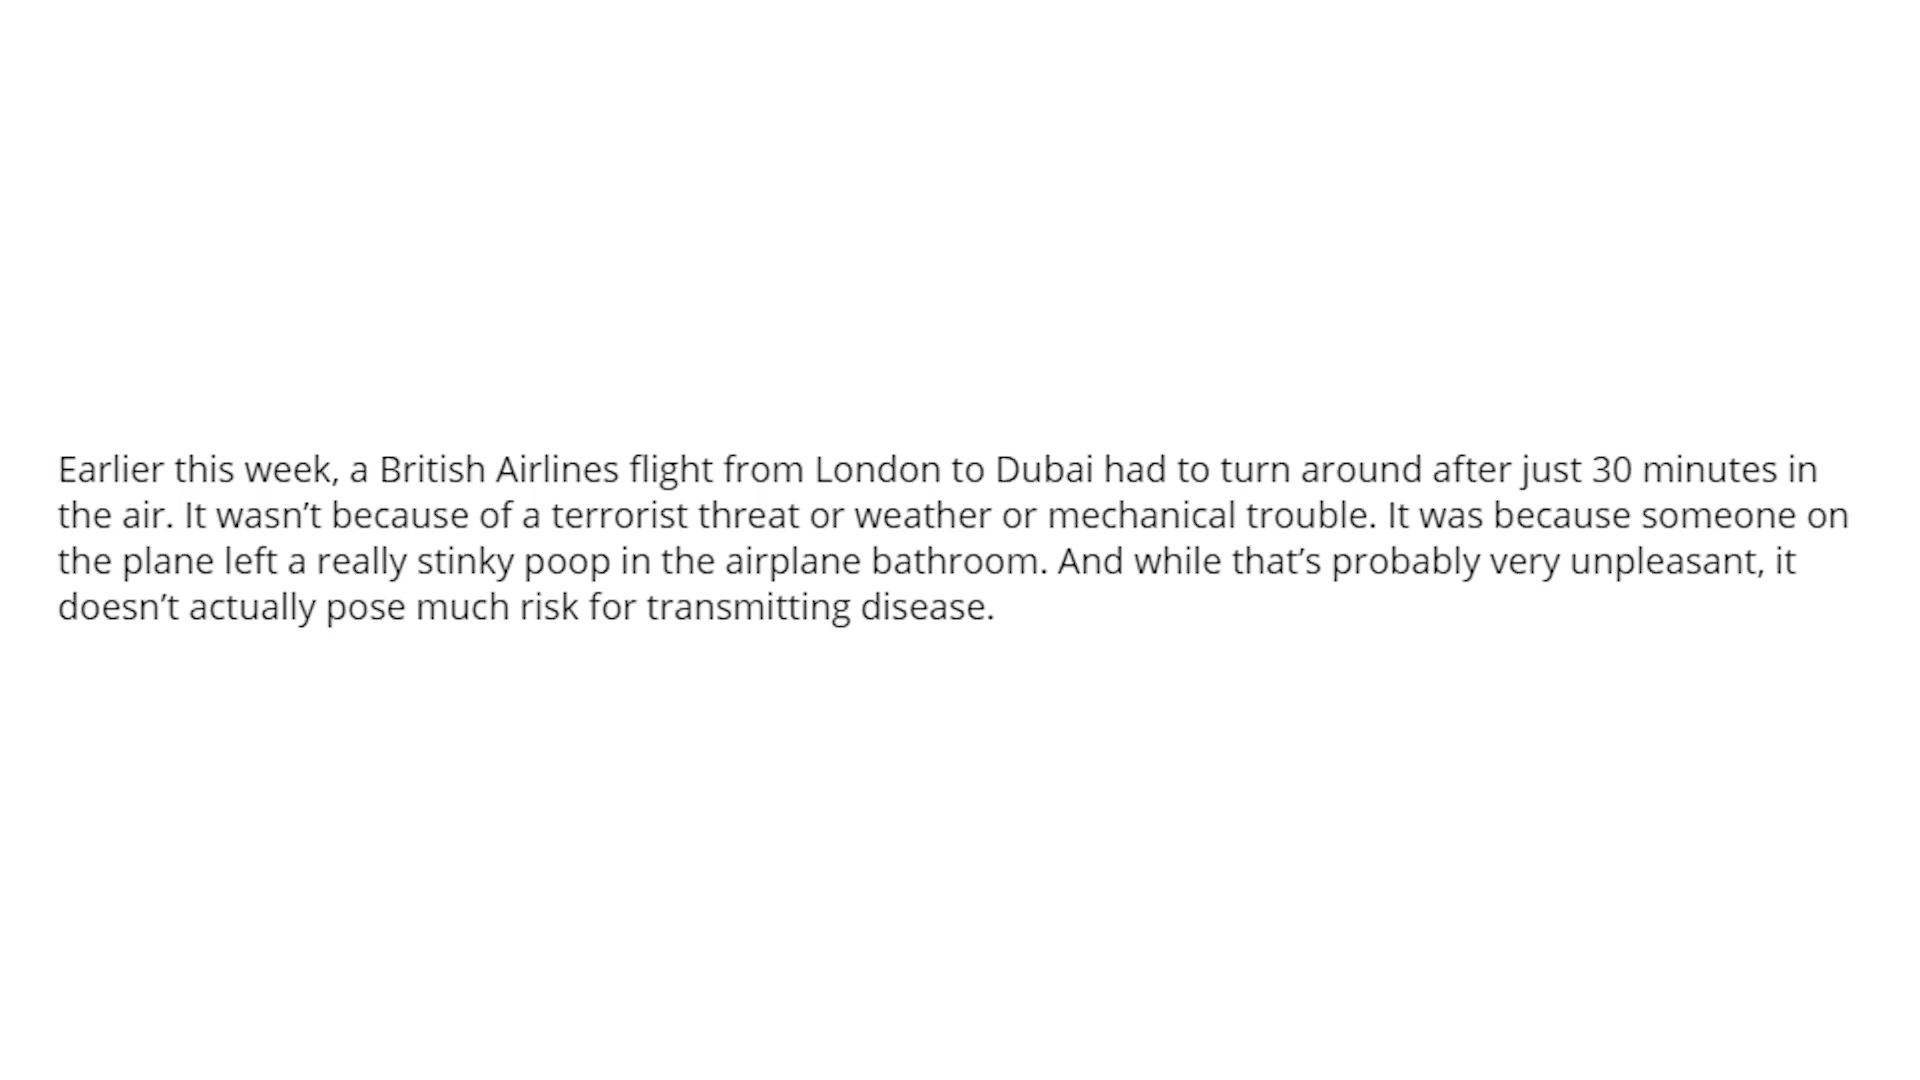 Earlier this week, a British Airlines flight from London to Dubai had to turn around after just 30 minutes in
the air. It wasn’t because of a terrorist threat or weather or mechanical trouble. It was because someone on
the plane left a really stinky poop in the airplane bathroom. And while that’s probably very unpleasant, it
doesn’t actually pose much risk for transmitting disease.